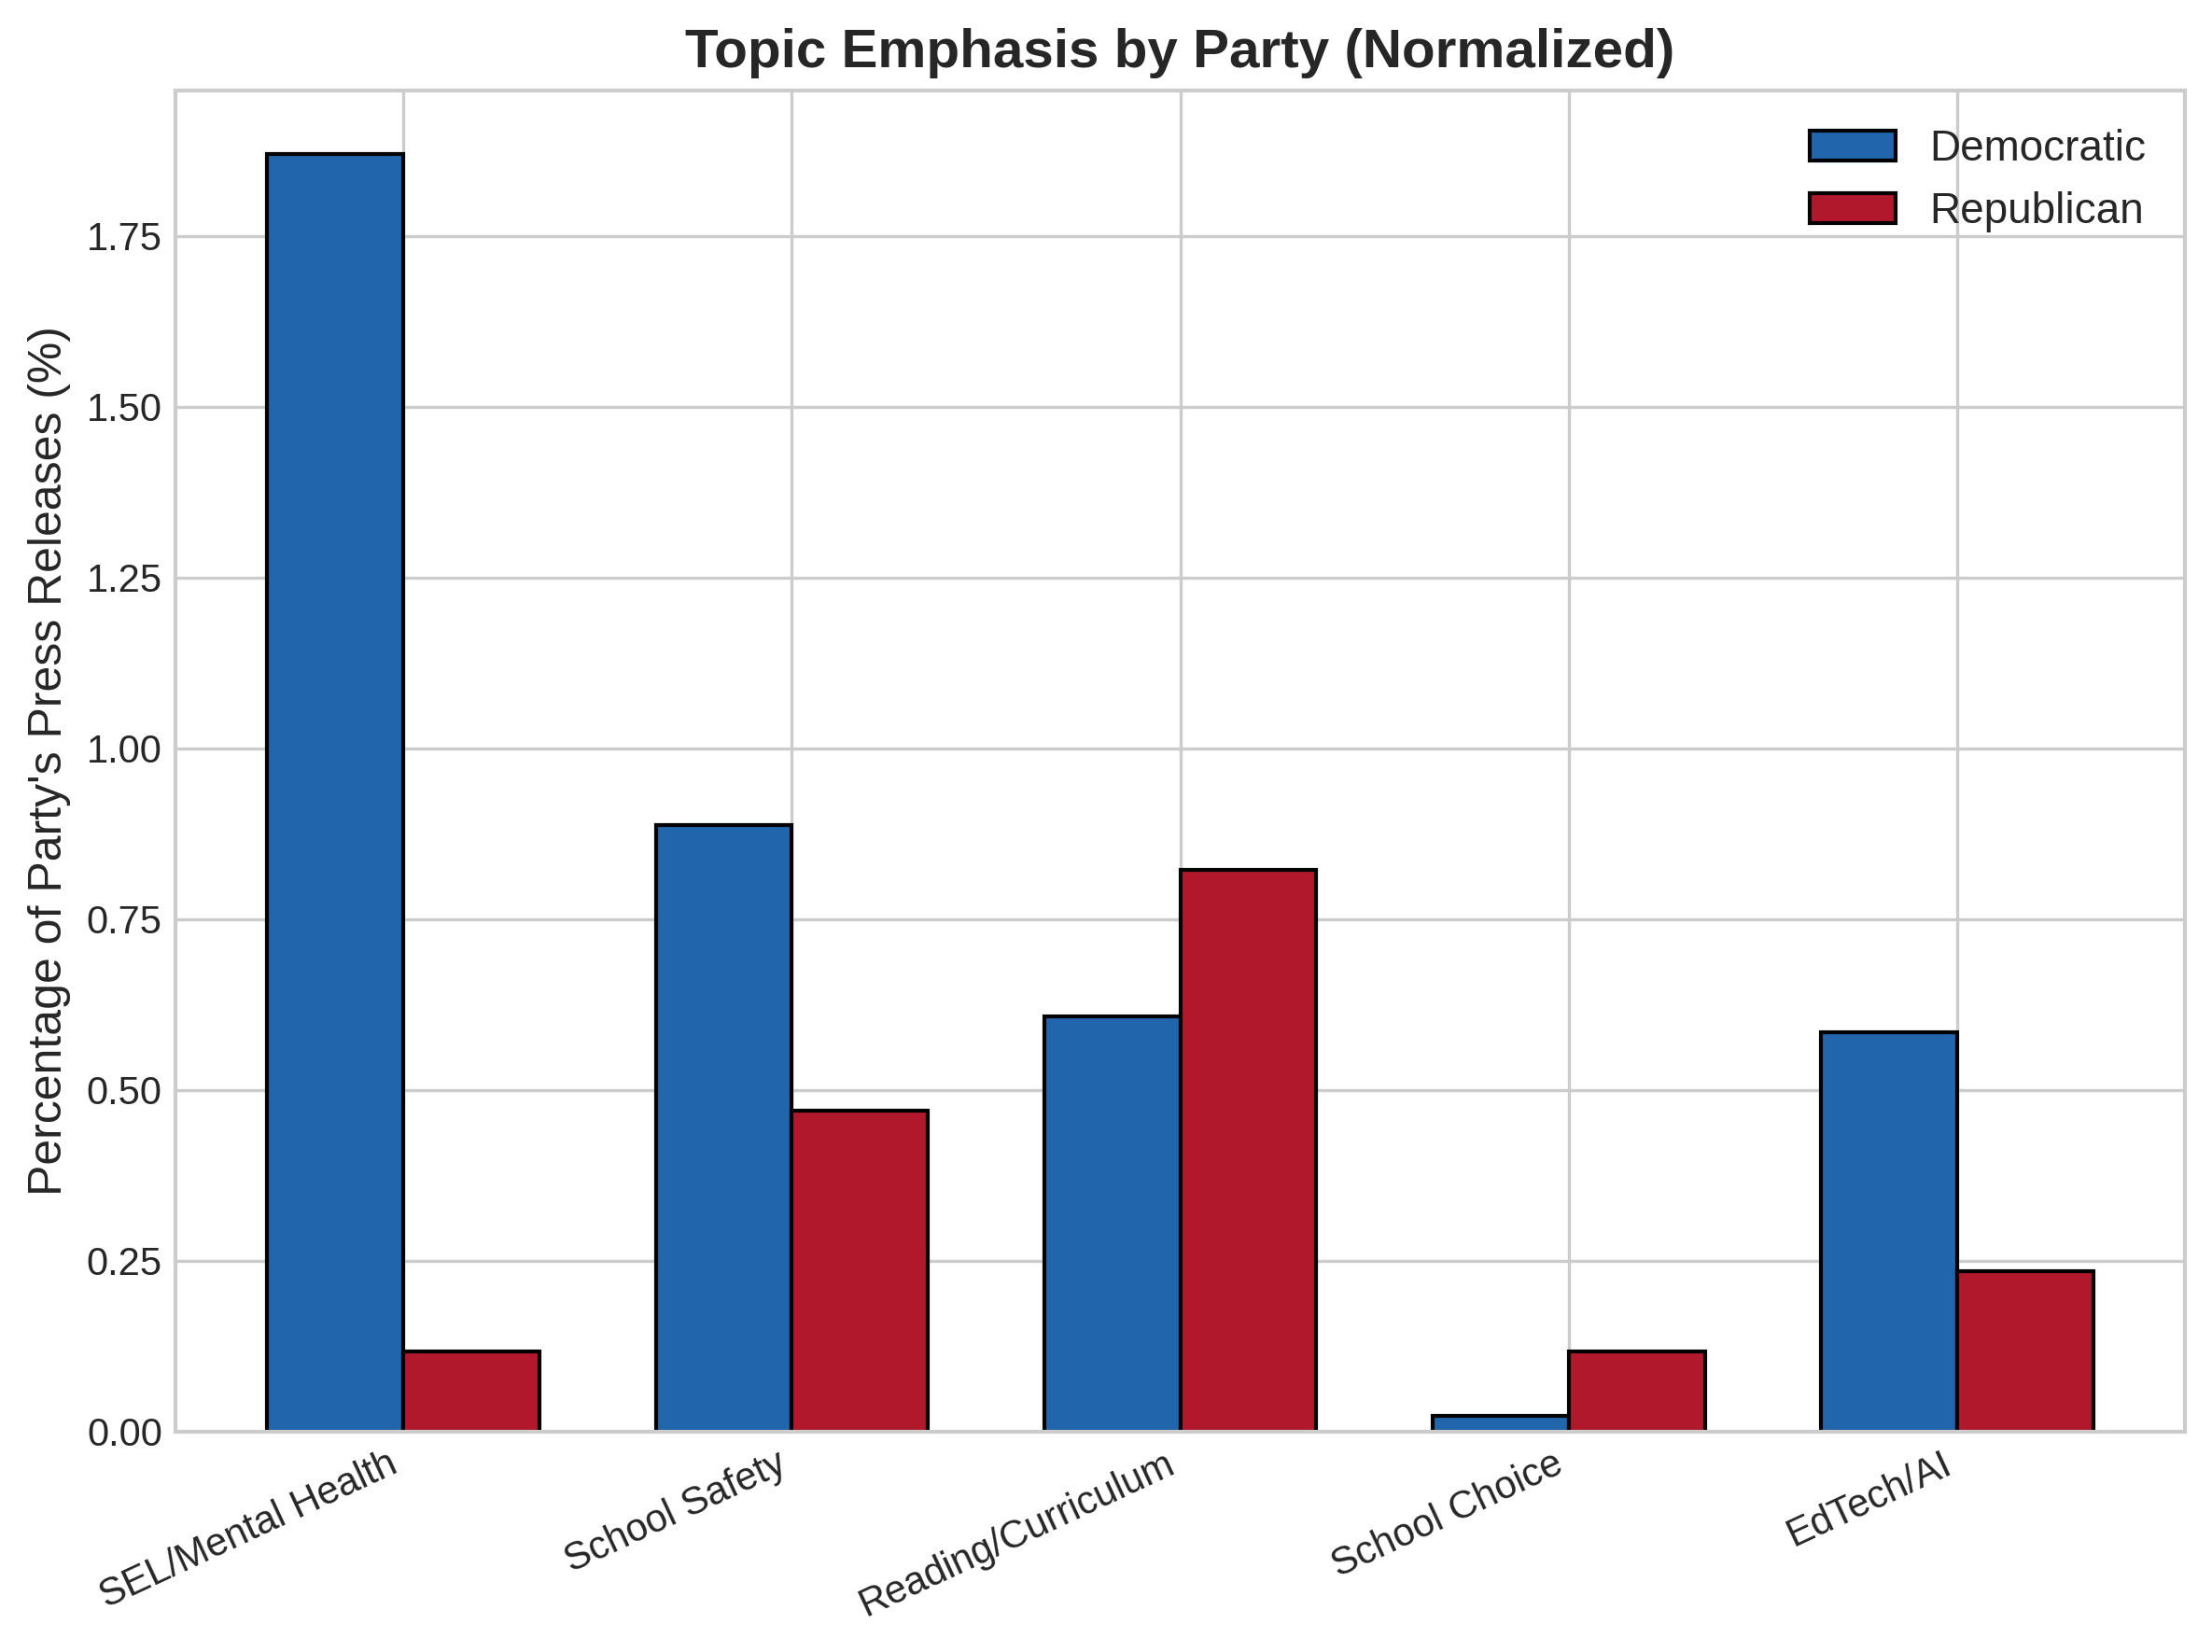 Topic Emphasis by Party (Normalized)
Democratic
Republican
Percentage of Party's Press Releases (%)
1.75
1.50
1.25
1.00
0.75
0.50
0.25
0.00
SEL/Mental Health
School Safety
Reading/Curriculum
School Choice
EdTech/AI